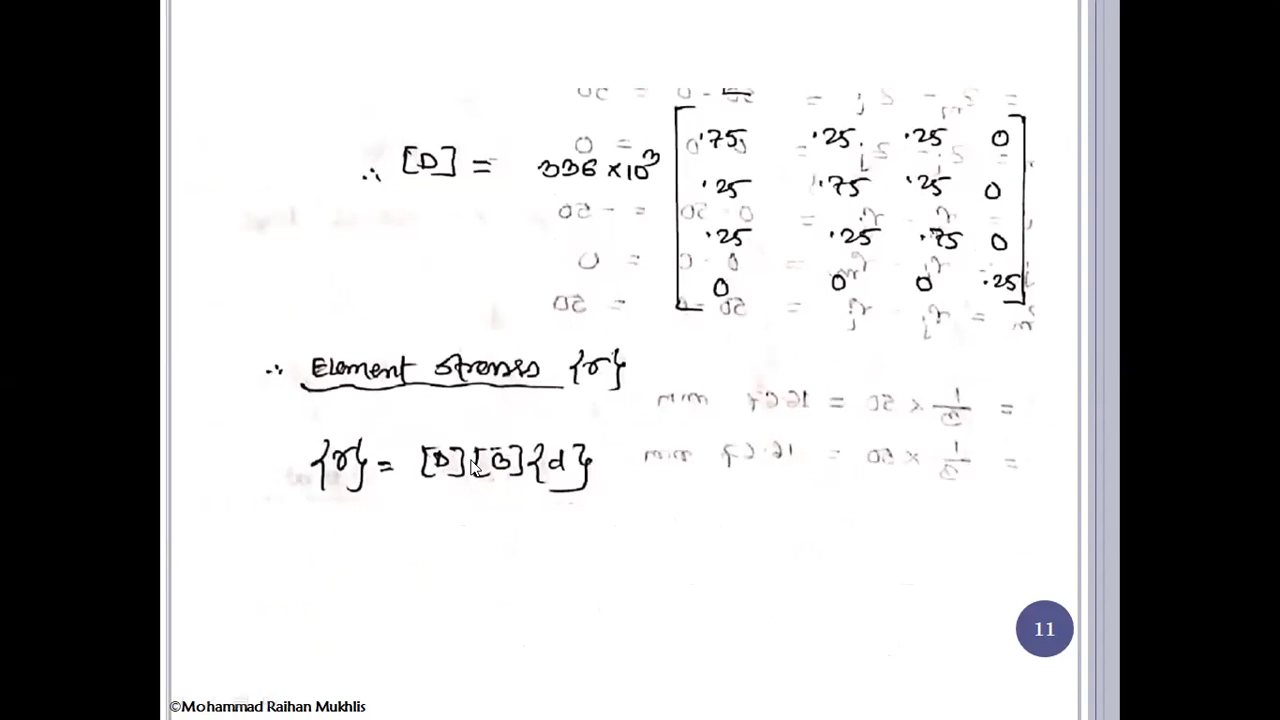 ∴ [D] = 336 × 10³ [ .75 .25 .25 0
.25 .75 .25 0
.25 .25 .75 0
0 0 0 .25 ]
∴ Element stresses {σ}
{σ} = [D][B]{d}
11
©Mohammad Raihan Mukhlis